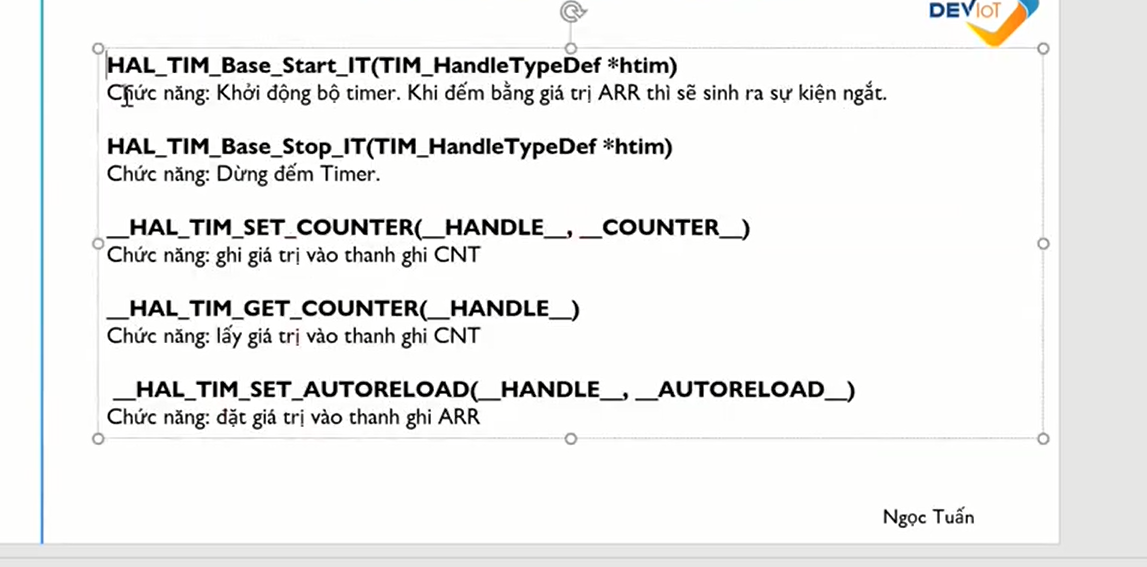 DEVIoT
HAL_TIM_Base_Start_IT(TIM_HandleTypeDef *htim)
Chức năng: Khởi động bộ timer. Khi đếm bằng giá trị ARR thì sẽ sinh ra sự kiện ngắt.
HAL_TIM_Base_Stop_IT(TIM_HandleTypeDef *htim)
Chức năng: Dừng đếm Timer.
__HAL_TIM_SET_COUNTER(__HANDLE__, __COUNTER__)
Chức năng: ghi giá trị vào thanh ghi CNT
__HAL_TIM_GET_COUNTER(__HANDLE__)
Chức năng: lấy giá trị vào thanh ghi CNT
__HAL_TIM_SET_AUTORELOAD(__HANDLE__, __AUTORELOAD__)
Chức năng: đặt giá trị vào thanh ghi ARR
Ngọc Tuấn